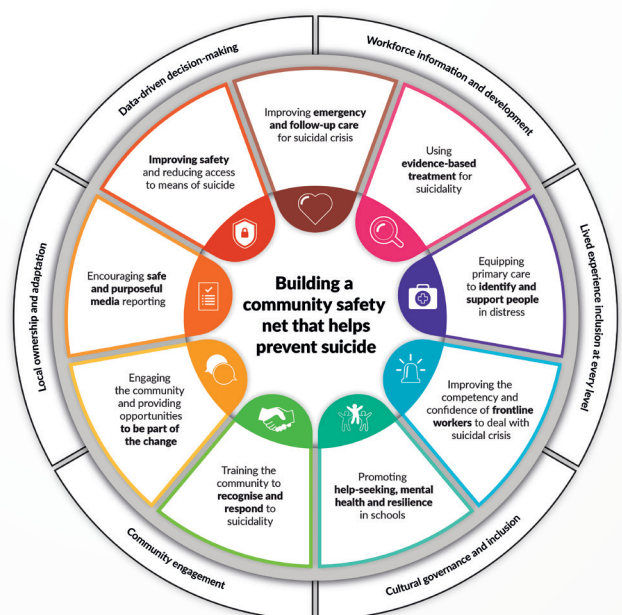 Data-driven decision-making
Workforce information and development
Lived experience inclusion at every level
Cultural governance and inclusion
Community engagement
Local ownership and adaptation
Improving emergency
and follow-up care
for suicidal crisis
Using
evidence-based
treatment for
suicidality
Equipping
primary care
to identify and
support people
in distress
Improving the
competency and
confidence of frontline
workers to deal with
suicidal crisis
Promoting
help-seeking, mental
health and resilience
in schools
Training the
community to
recognise and
respond to
suicidality
Engaging
the community
and providing
opportunities
to be part of
the change
Encouraging safe
and purposeful
media reporting
Improving safety
and reducing access
to means of suicide
Building a
community safety
net that helps
prevent suicide